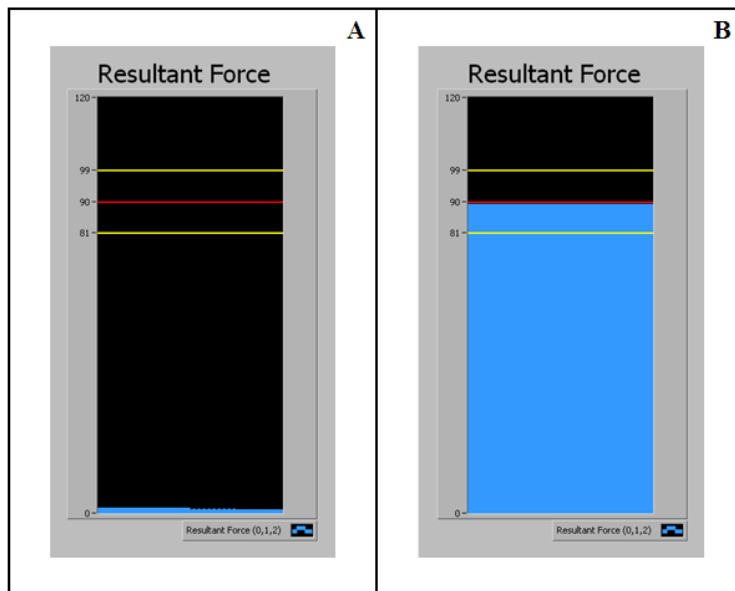 A
Resultant Force
120
99
90
81
0
Resultant Force (0,1,2)
B
Resultant Force
120
99
90
81
0
Resultant Force (0,1,2)